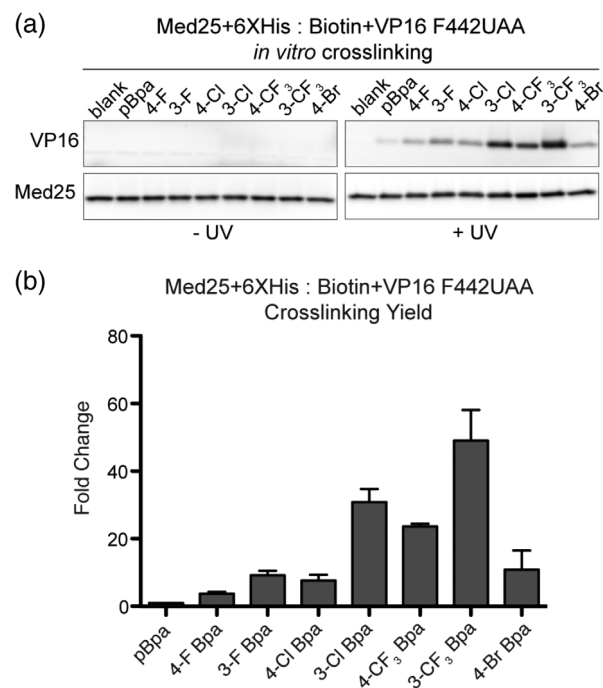 (a)
Med25+6XHis : Biotin+VP16 F442UAA
in vitro crosslinking
blank pBpa 4-F 3-F 4-Cl 3-Cl 4-CF3 3-CF3 4-Br
blank pBpa 4-F 3-F 4-Cl 3-Cl 4-CF3 3-CF3 4-Br
VP16
Med25
- UV
+ UV
(b)
Med25+6XHis : Biotin+VP16 F442UAA
Crosslinking Yield
80
60
40
20
0
Fold Change
pBpa 4-F Bpa 3-F Bpa 4-Cl Bpa 3-Cl Bpa 4-CF3 Bpa 3-CF3 Bpa 4-Br Bpa